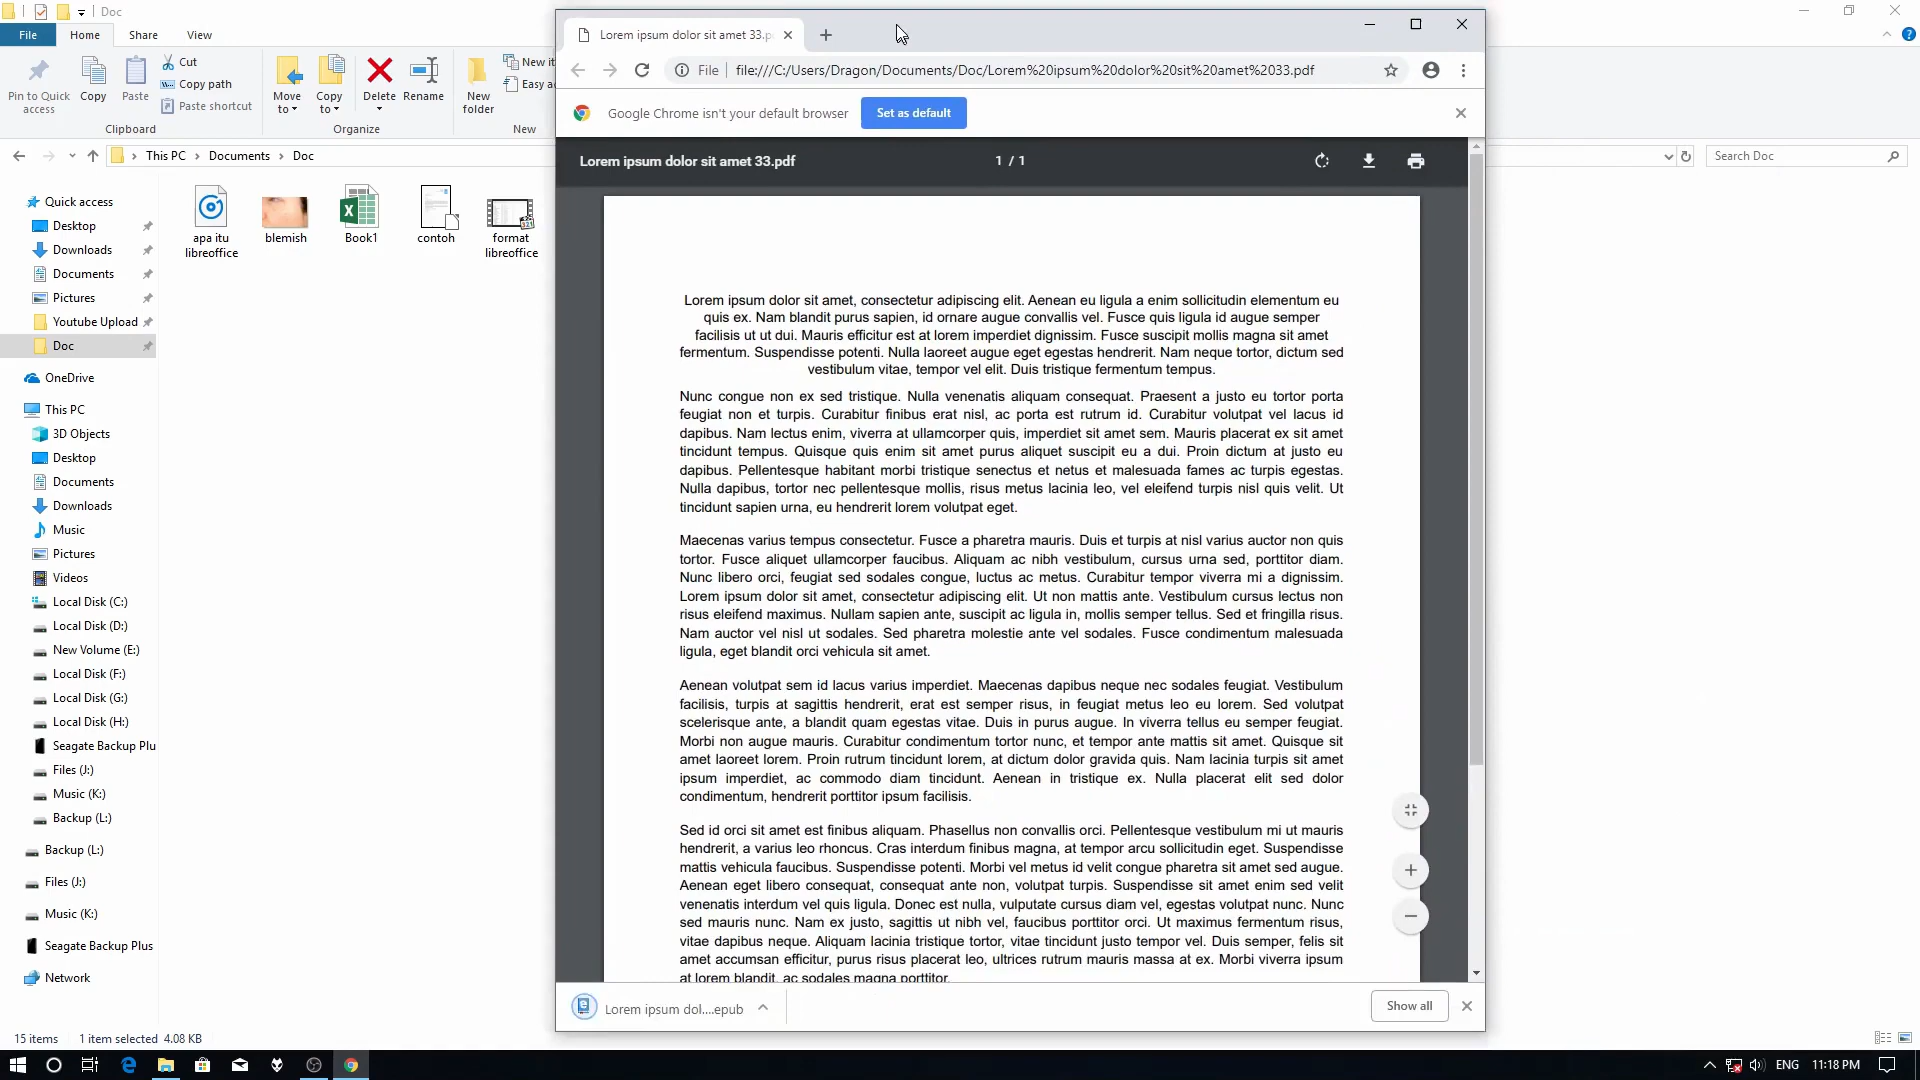 Doc
File
Home
Share
View
Pin to Quick access
Copy
Paste
Cut
Copy path
Paste shortcut
Clipboard
Move to
Copy to
Delete
Rename
Organize
New folder
New it
Easy ac
New
This PC
Documents
Doc
Search Doc
Quick access
Desktop
Downloads
Documents
Pictures
Youtube Upload
Doc
OneDrive
This PC
3D Objects
Desktop
Documents
Downloads
Music
Pictures
Videos
Local Disk (C:)
Local Disk (D:)
New Volume (E:)
Local Disk (F:)
Local Disk (G:)
Local Disk (H:)
Seagate Backup Plu
Files (J:)
Music (K:)
Backup (L:)
Backup (L:)
Files (J:)
Music (K:)
Seagate Backup Plus
Network
apa itu libreoffice
blemish
Book1
contoh
format libreoffice
15 items 1 item selected 4.08 KB
Lorem ipsum dolor sit amet 33.p
File file:///C:/Users/Dragon/Documents/Doc/Lorem%20ipsum%20dolor%20sit%20amet%2033.pdf
Google Chrome isn't your default browser
Set as default
Lorem ipsum dolor sit amet 33.pdf
1 / 1
Lorem ipsum dolor sit amet, consectetur adipiscing elit. Aenean eu ligula a enim sollicitudin elementum eu
quis ex. Nam blandit purus sapien, id ornare augue convallis vel. Fusce quis ligula id augue semper
facilisis ut ut dui. Mauris efficitur est at lorem imperdiet dignissim. Fusce suscipit mollis magna sit amet
fermentum. Suspendisse potenti. Nulla laoreet augue eget egestas hendrerit. Nam neque tortor, dictum sed
vestibulum vitae, tempor vel elit. Duis tristique fermentum tempus.
Nunc congue non ex sed tristique. Nulla venenatis aliquam consequat. Praesent a justo eu tortor porta
feugiat non et turpis. Curabitur finibus erat nisl, ac porta est rutrum id. Curabitur volutpat vel lacus id
dapibus. Nam lectus enim, viverra at ullamcorper quis, imperdiet sit amet sem. Mauris placerat ex sit amet
tincidunt tempus. Quisque quis enim sit amet purus aliquet suscipit eu a dui. Proin dictum at justo eu
dapibus. Pellentesque habitant morbi tristique senectus et netus et malesuada fames ac turpis egestas.
Nulla dapibus, tortor nec pellentesque mollis, risus metus lacinia leo, vel eleifend turpis nisl quis velit. Ut
tincidunt sapien urna, eu hendrerit lorem volutpat eget.
Maecenas varius tempus consectetur. Fusce a pharetra mauris. Duis et turpis at nisl varius auctor non quis
tortor. Fusce aliquet ullamcorper faucibus. Aliquam ac nibh vestibulum, cursus urna sed, porttitor diam.
Nunc libero orci, feugiat sed sodales congue, luctus ac metus. Curabitur tempor viverra mi a dignissim.
Lorem ipsum dolor sit amet, consectetur adipiscing elit. Ut non mattis ante. Vestibulum cursus lectus non
risus eleifend maximus. Nullam sapien ante, suscipit ac ligula in, mollis semper tellus. Sed et fringilla risus.
Nam auctor vel nisl ut sodales. Sed pharetra molestie ante vel sodales. Fusce condimentum malesuada
ligula, eget blandit orci vehicula sit amet.
Aenean volutpat sem id lacus varius imperdiet. Maecenas dapibus neque nec sodales feugiat. Vestibulum
facilisis, turpis at sagittis hendrerit, erat est semper risus, in feugiat metus leo eu lorem. Sed volutpat
scelerisque ante, a blandit quam egestas vitae. Duis in purus augue. In viverra tellus eu semper feugiat.
Morbi non augue mauris. Curabitur condimentum tortor nunc, et tempor ante mattis sit amet. Quisque sit
amet laoreet lorem. Proin rutrum tincidunt lorem, at dictum dolor gravida quis. Nam lacinia turpis sit amet
ipsum imperdiet, ac commodo diam tincidunt. Aenean in tristique ex. Nulla placerat elit sed dolor
condimentum, hendrerit porttitor ipsum facilisis.
Sed id orci sit amet est finibus aliquam. Phasellus non convallis orci. Pellentesque vestibulum mi ut mauris
hendrerit, a varius leo rhoncus. Cras interdum finibus magna, at tempor arcu sollicitudin eget. Suspendisse
mattis vehicula faucibus. Suspendisse potenti. Morbi vel metus id velit congue pharetra sit amet sed augue.
Aenean eget libero consequat, consequat ante non, volutpat turpis. Suspendisse sit amet enim sed velit
venenatis interdum vel quis ligula. Donec est nulla, vulputate cursus diam vel, egestas volutpat nunc. Nunc
sed mauris nunc. Nam ex justo, sagittis ut nibh vel, faucibus porttitor orci. Ut maximus fermentum risus,
vitae dapibus neque. Aliquam lacinia tristique tortor, vitae tincidunt justo tempor vel. Duis semper, felis sit
amet accumsan efficitur, purus risus placerat leo, ultrices rutrum mauris massa at ex. Morbi viverra ipsum
at lorem blandit, ac sodales magna porttitor.
Lorem ipsum dol....epub
Show all
ENG 11:18 PM